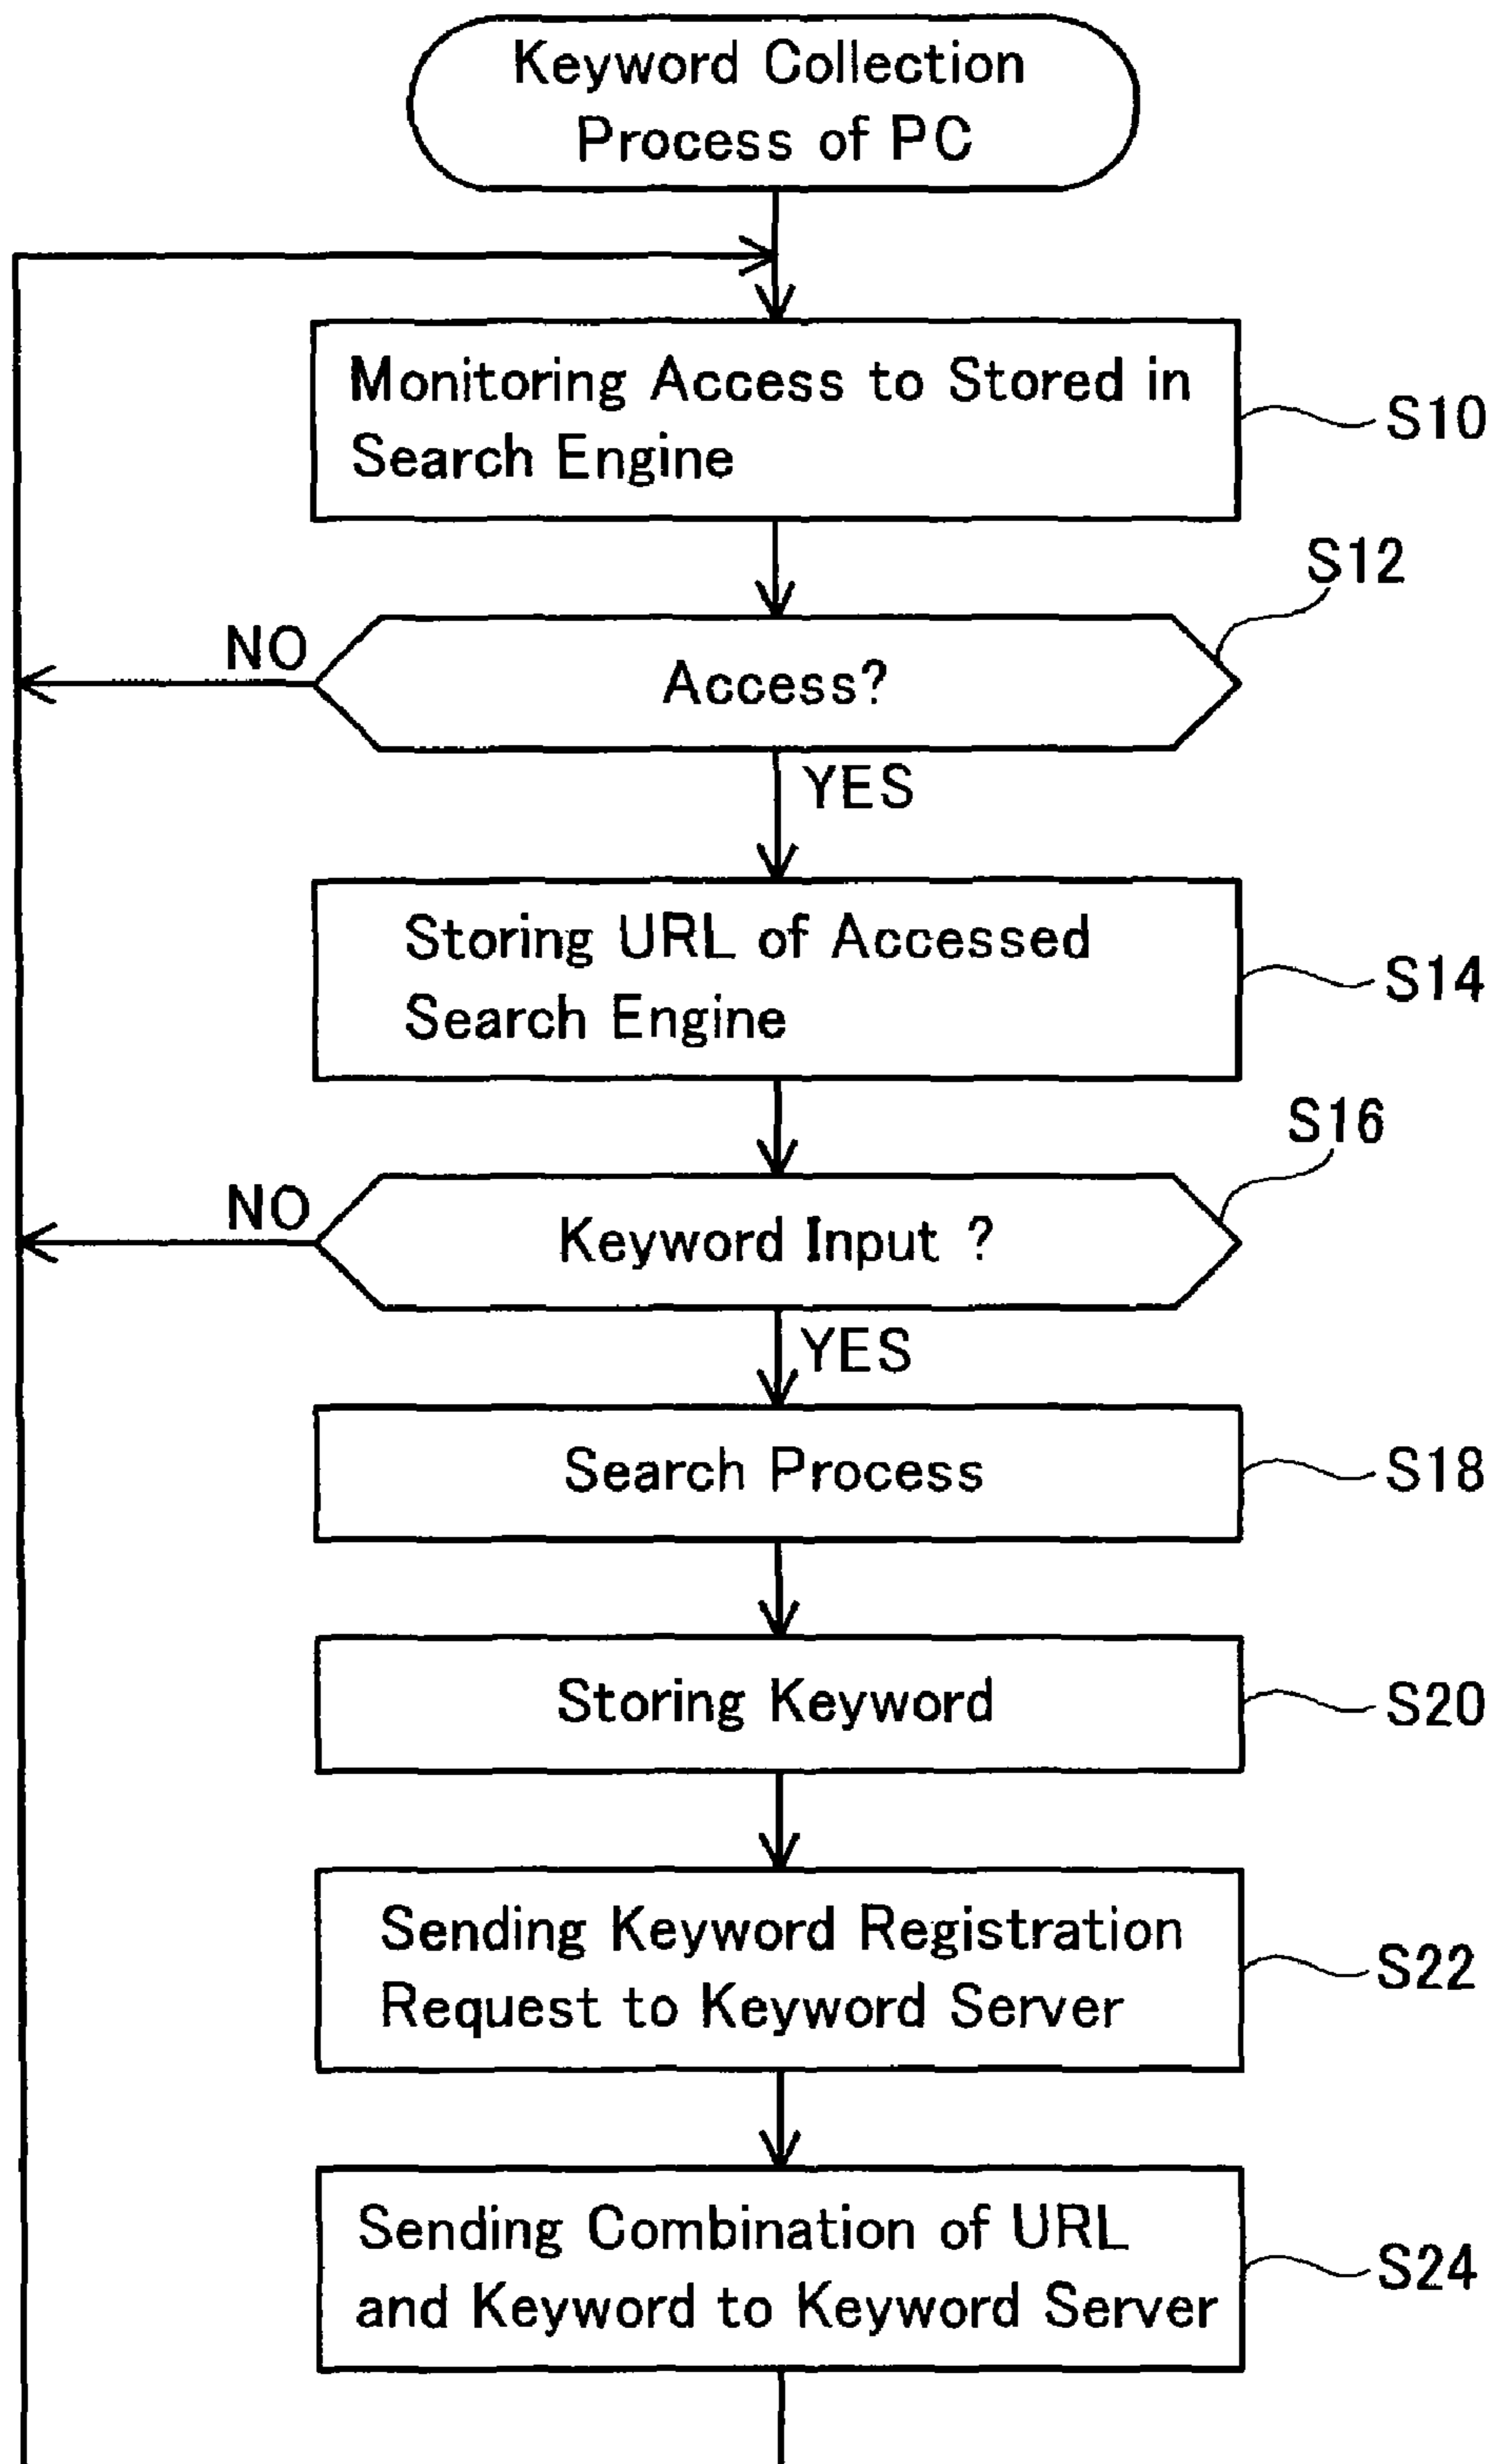 Keyword Collection
Process of PC
Monitoring Access to Stored in
Search Engine
S10
S12
NO
Access?
YES
Storing URL of Accessed
Search Engine
S14
S16
NO
Keyword Input ?
YES
Search Process
S18
Storing Keyword
S20
Sending Keyword Registration
Request to Keyword Server
S22
Sending Combination of URL
and Keyword to Keyword Server
S24